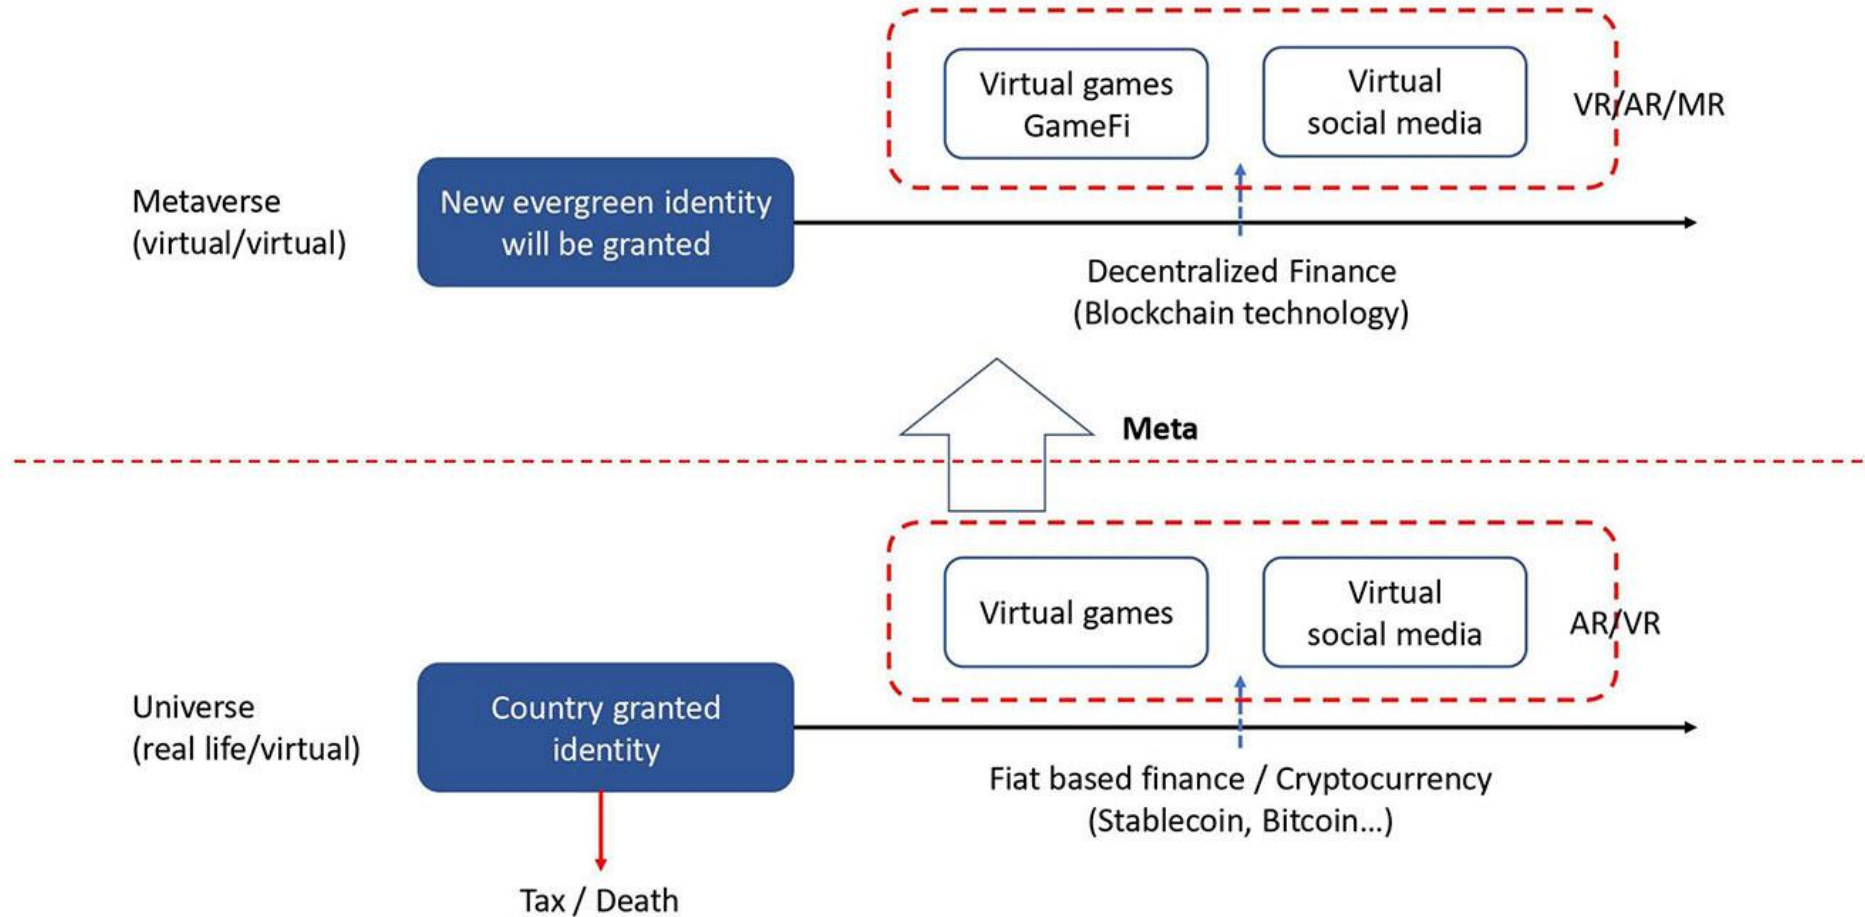 Virtual games
GameFi
Virtual
social media
VR/AR/MR
Metaverse
(virtual/virtual)
New evergreen identity
will be granted
Decentralized Finance
(Blockchain technology)
Meta
Virtual games
Virtual
social media
AR/VR
Universe
(real life/virtual)
Country granted
identity
Fiat based finance / Cryptocurrency
(Stablecoin, Bitcoin...)
Tax / Death